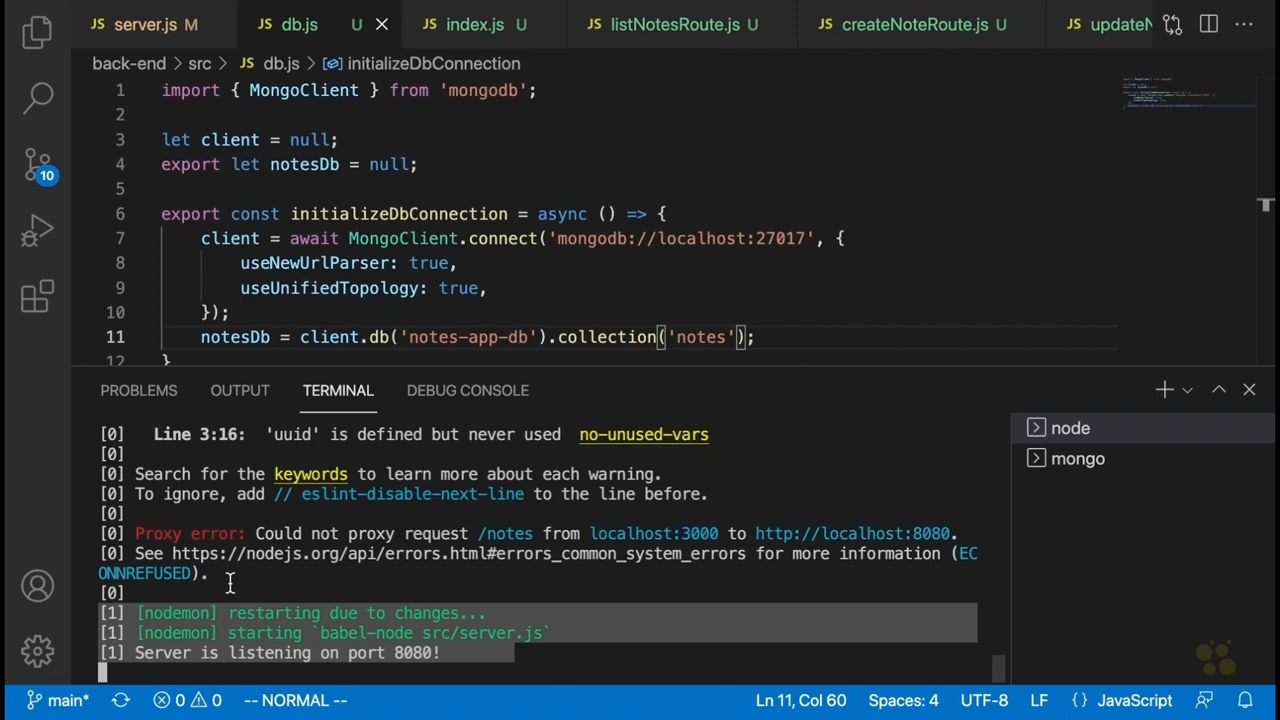 JS server.js M JS db.js U JS index.js U JS listNotesRoute.js U JS createNoteRoute.js U JS updateN
back-end > src > JS db.js > initializeDbConnection
1 import { MongoClient } from 'mongodb';
2
3 let client = null;
4 export let notesDb = null;
5
6 export const initializeDbConnection = async () => {
7 client = await MongoClient.connect('mongodb://localhost:27017', {
8 useNewUrlParser: true,
9 useUnifiedTopology: true,
10 });
11 notesDb = client.db('notes-app-db').collection('notes');
12 }
10
PROBLEMS OUTPUT TERMINAL DEBUG CONSOLE
[0] Line 3:16: 'uuid' is defined but never used no-unused-vars
[0]
[0] Search for the keywords to learn more about each warning.
[0] To ignore, add // eslint-disable-next-line to the line before.
[0]
[0] Proxy error: Could not proxy request /notes from localhost:3000 to http://localhost:8080.
[0] See https://nodejs.org/api/errors.html#errors_common_system_errors for more information (EC
ONNREFUSED).
[0]
[1] [nodemon] restarting due to changes...
[1] [nodemon] starting `babel-node src/server.js`
[1] Server is listening on port 8080!
node
mongo
main* 0 0 -- NORMAL -- Ln 11, Col 60 Spaces: 4 UTF-8 LF {} JavaScript